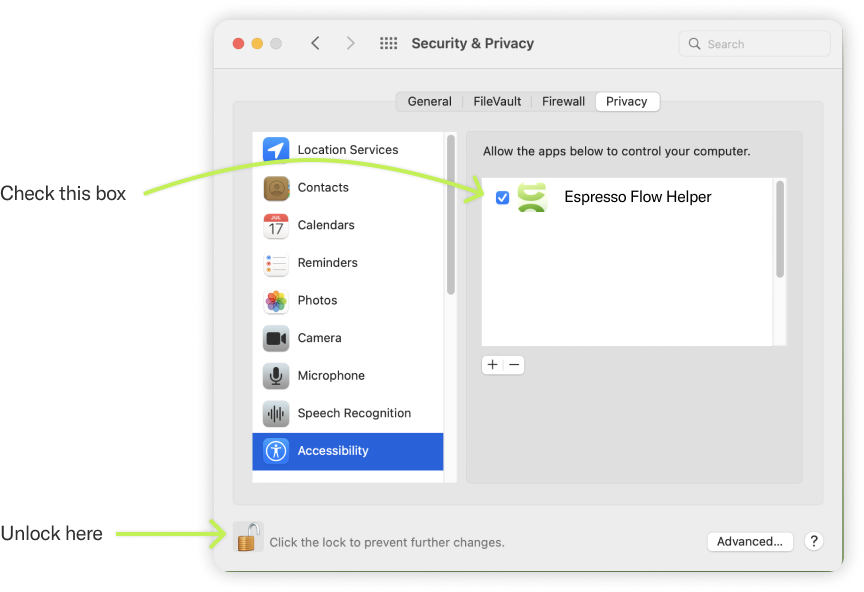 Security & Privacy
Search
General
FileVault
Firewall
Privacy
Location Services
Contacts
JUL
17
Calendars
Reminders
Photos
Camera
Microphone
Speech Recognition
Accessibility
Allow the apps below to control your computer.
Espresso Flow Helper
+ −
Check this box
Unlock here
Click the lock to prevent further changes.
Advanced...
?